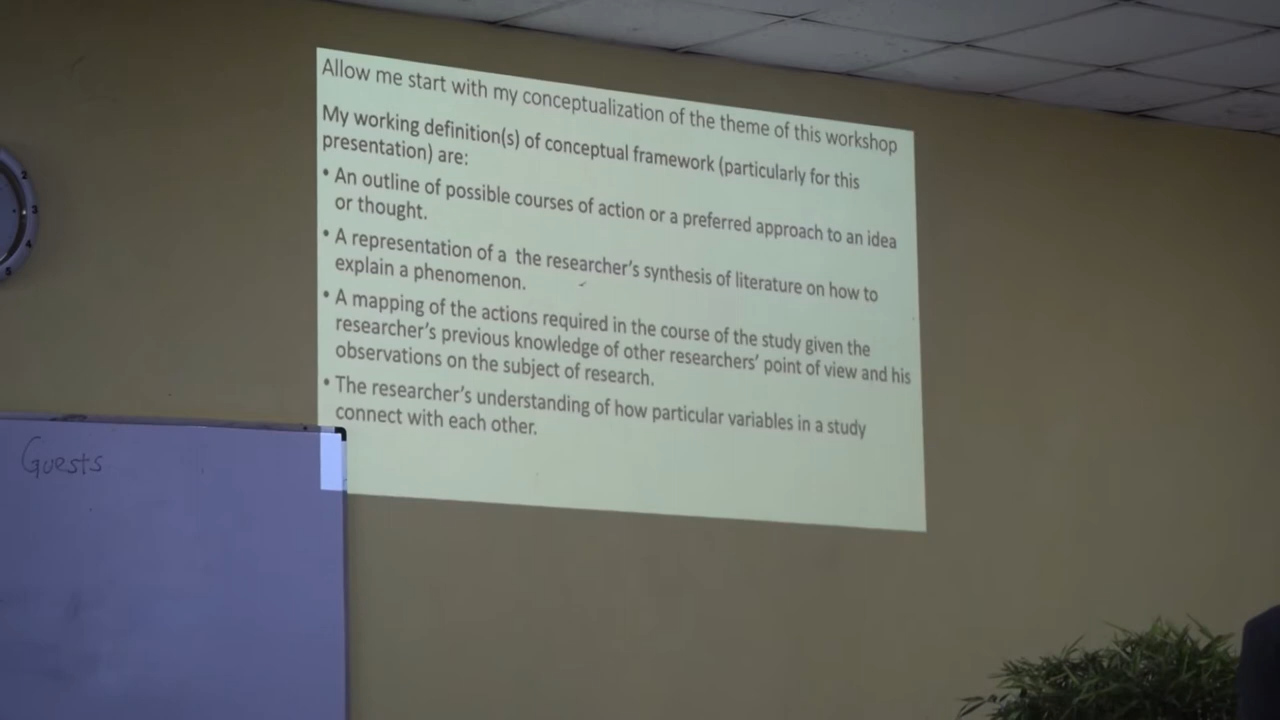 Allow me start with my conceptualization of the theme of this workshop
My working definition(s) of conceptual framework (particularly for this
presentation) are:
• An outline of possible courses of action or a preferred approach to an idea
or thought.
• A representation of a the researcher's synthesis of literature on how to
explain a phenomenon.
• A mapping of the actions required in the course of the study given the
researcher's previous knowledge of other researchers' point of view and his
observations on the subject of research.
• The researcher's understanding of how particular variables in a study
connect with each other.
Guests
2
3
4
5